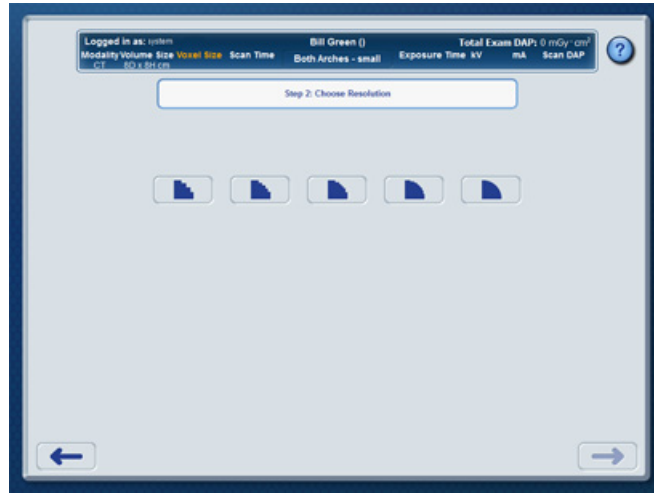 Logged in as: system Bill Green () Total Exam DAP: 0 mGy·cm²
Modality Volume Size Voxel Size Scan Time Both Arches - small Exposure Time kV mA Scan DAP
CT 8D x 8H cm
?
Step 2: Choose Resolution